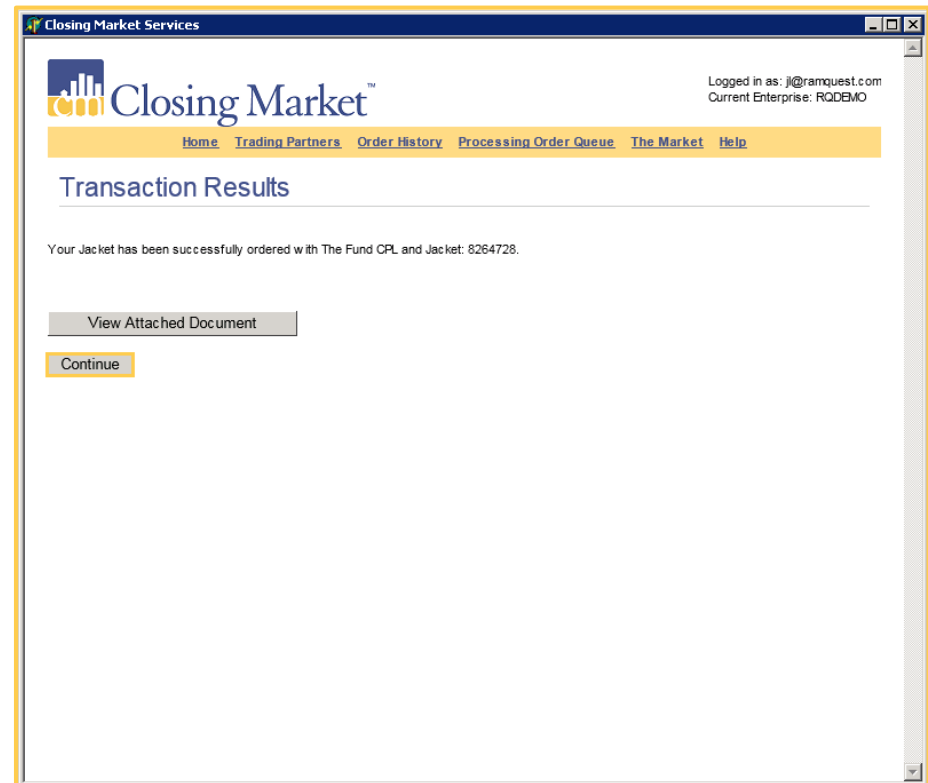 Closing Market Services
cm Closing Market™
Logged in as: jl@ramquest.com
Current Enterprise: RQDEMO
Home Trading Partners Order History Processing Order Queue The Market Help
Transaction Results
Your Jacket has been successfully ordered with The Fund CPL and Jacket: 8264728.
View Attached Document
Continue